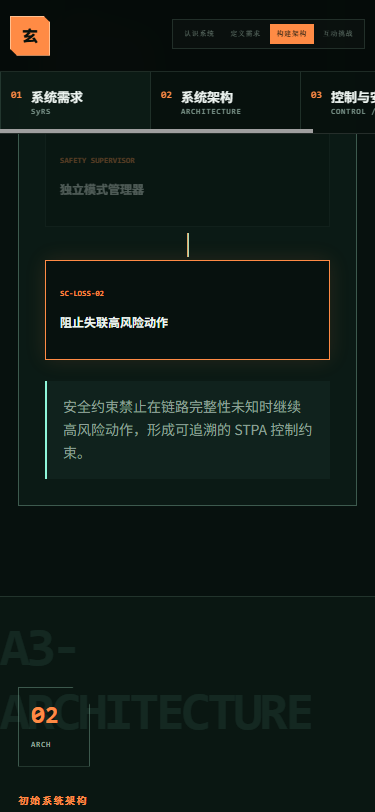 玄
认识系统 定义需求 构建架构 互动挑战
01 系统需求
SyRS
02 系统架构
ARCHITECTURE
03 控制与安
CONTROL /
SAFETY SUPERVISOR
独立模式管理器
SC-LOSS-02
阻止失联高风险动作
安全约束禁止在链路完整性未知时继续
高风险动作，形成可追溯的 STPA 控制约
束。
A3-
ARCHITECTURE
02
ARCH
初始系统架构